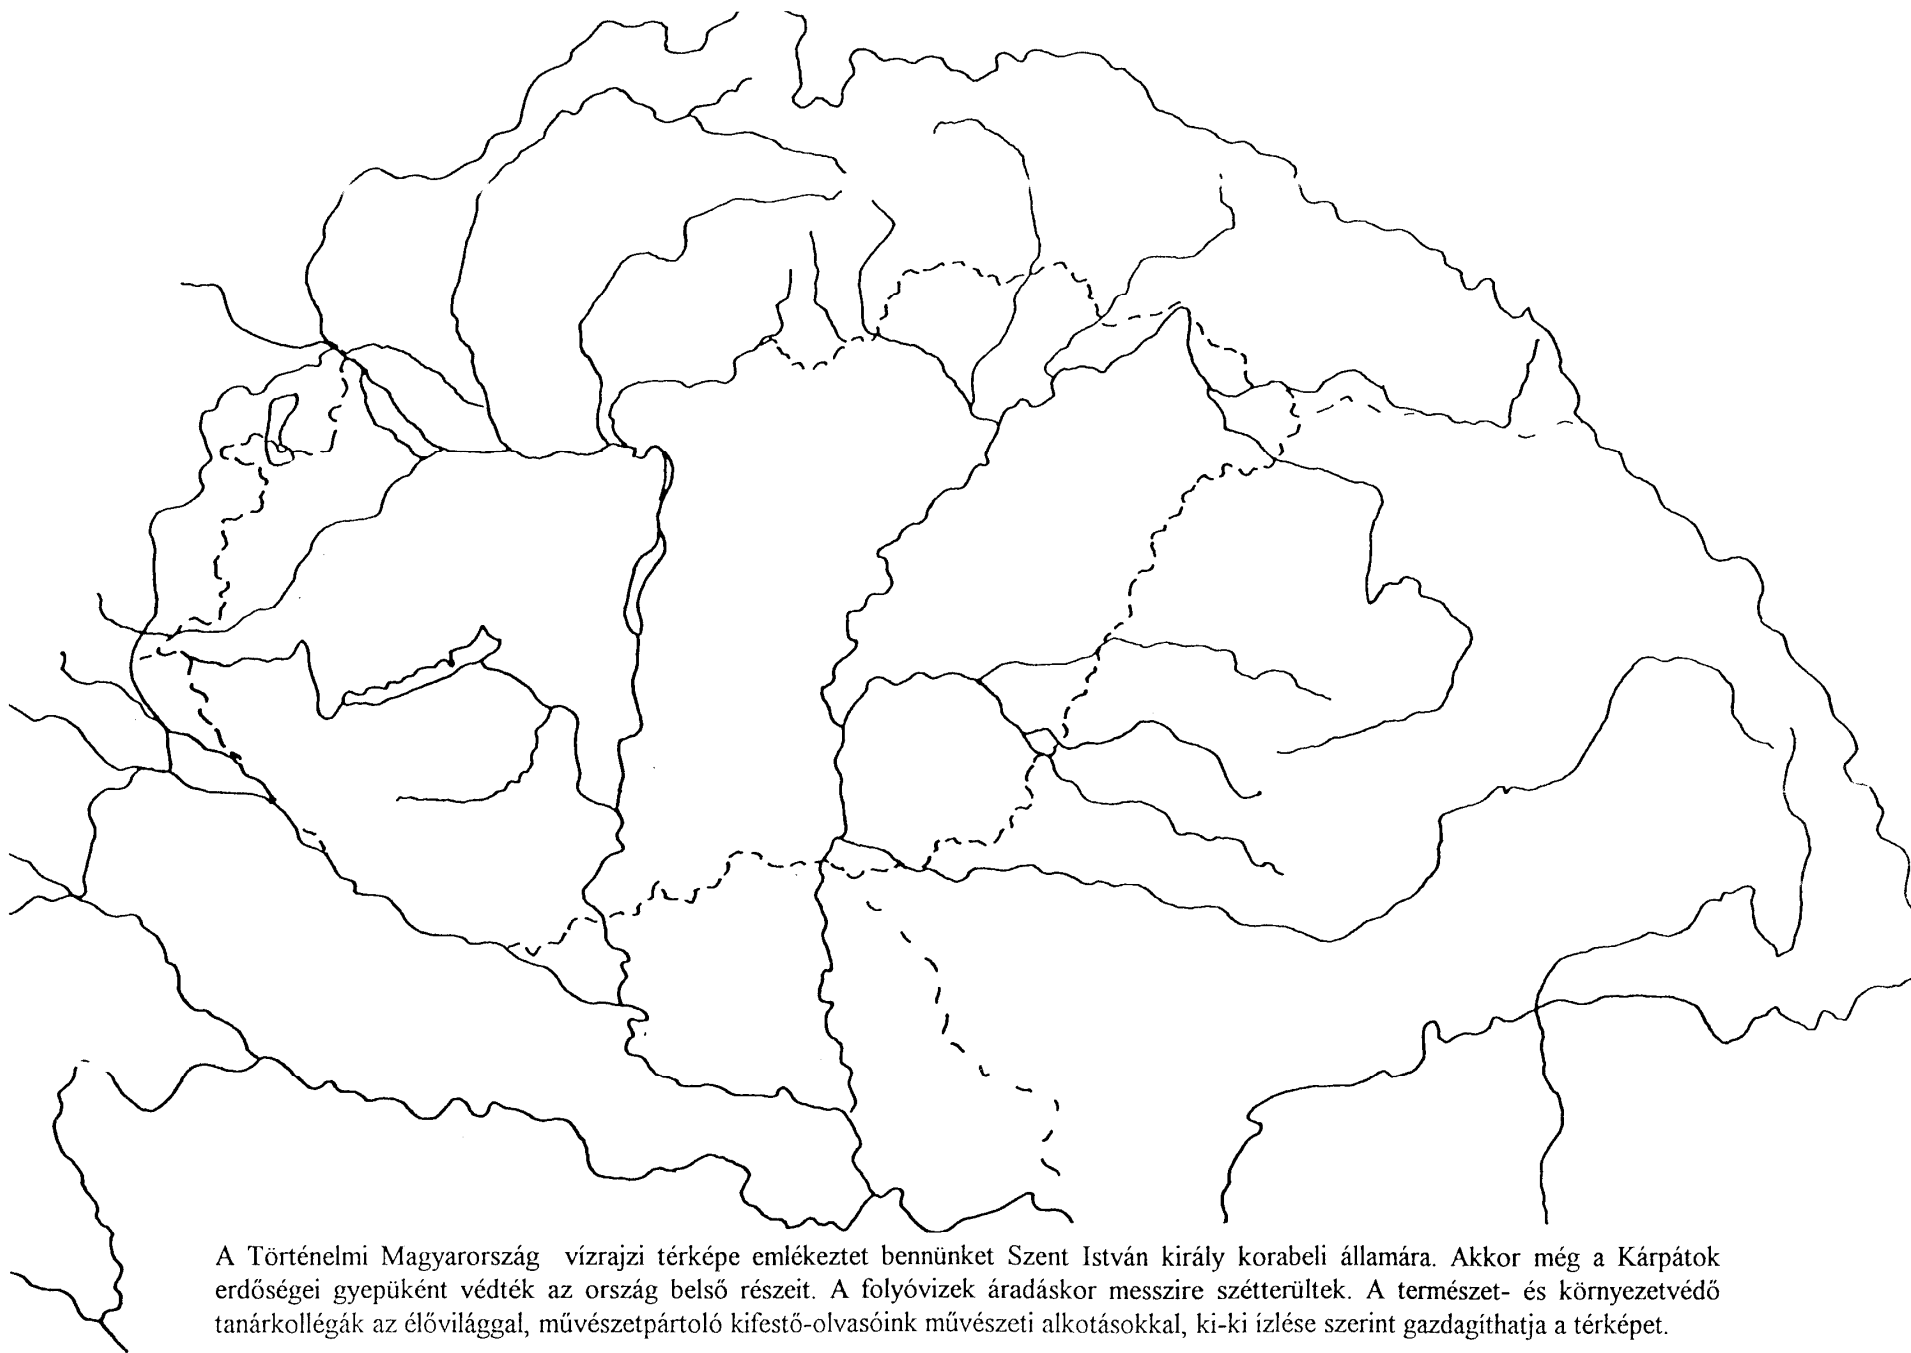 A Történelmi Magyarország vízrajzi térképe emlékeztet bennünket Szent István király korabeli államára. Akkor még a Kárpátok
erdőségei gyepüként védték az ország belső részeit. A folyóvizek áradáskor messzire szétterültek. A természet- és környezetvédő
tanárkollégák az élővilággal, művészetpártoló kifestő-olvasóink művészeti alkotásokkal, ki-ki ízlése szerint gazdagíthatja a térképet.